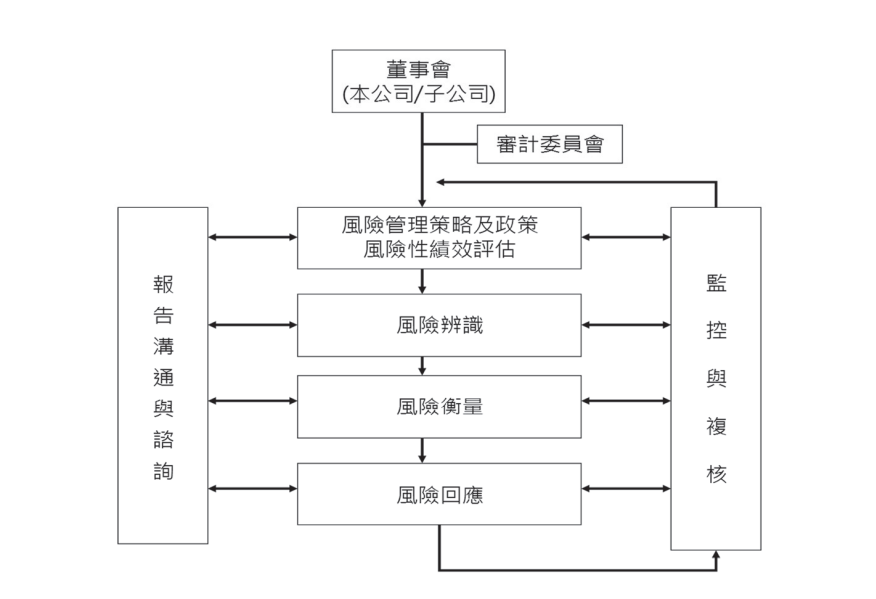 董事會
(本公司/子公司)
審計委員會
風險管理策略及政策
風險性績效評估
報告溝通與諮詢
監控與複核
風險辨識
風險衡量
風險回應